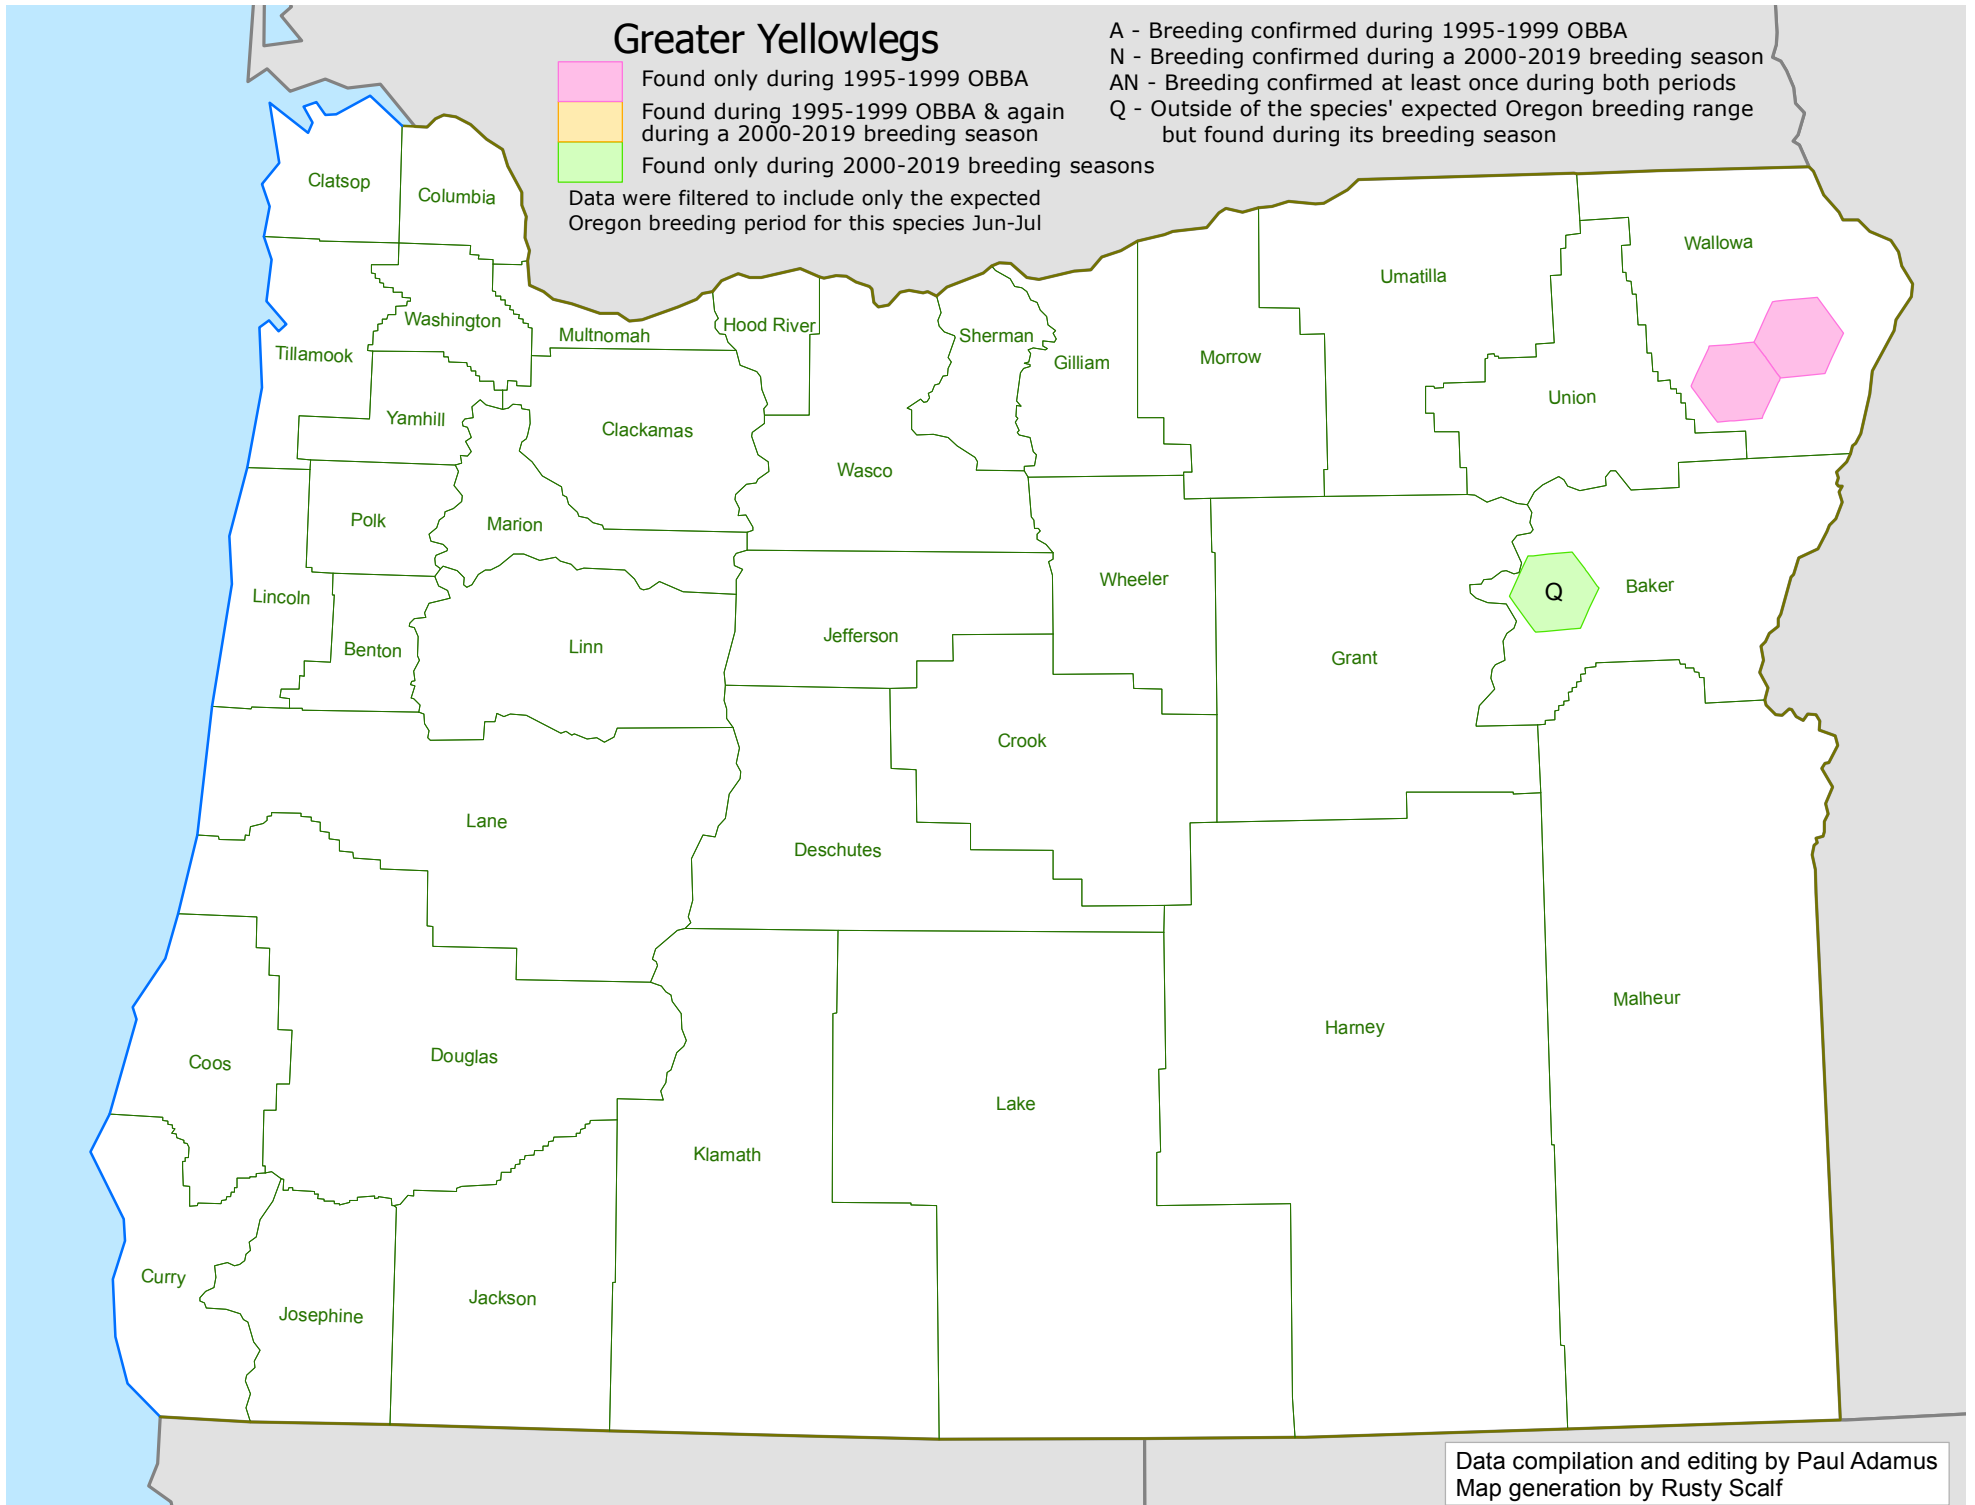 Greater Yellowlegs
Found only during 1995-1999 OBBA
Found during 1995-1999 OBBA & again
during a 2000-2019 breeding season
Found only during 2000-2019 breeding seasons
Data were filtered to include only the expected
Oregon breeding period for this species Jun-Jul
A - Breeding confirmed during 1995-1999 OBBA
N - Breeding confirmed during a 2000-2019 breeding season
AN - Breeding confirmed at least once during both periods
Q - Outside of the species' expected Oregon breeding range
but found during its breeding season
Clatsop
Columbia
Wallowa
Umatilla
Washington
Multnomah
Hood River
Sherman
Tillamook
Gilliam
Morrow
Union
Yamhill
Clackamas
Wasco
Polk
Marion
Wheeler
Baker
Q
Lincoln
Benton
Linn
Jefferson
Grant
Crook
Lane
Deschutes
Malheur
Harney
Coos
Douglas
Lake
Klamath
Curry
Josephine
Jackson
Data compilation and editing by Paul Adamus
Map generation by Rusty Scalf